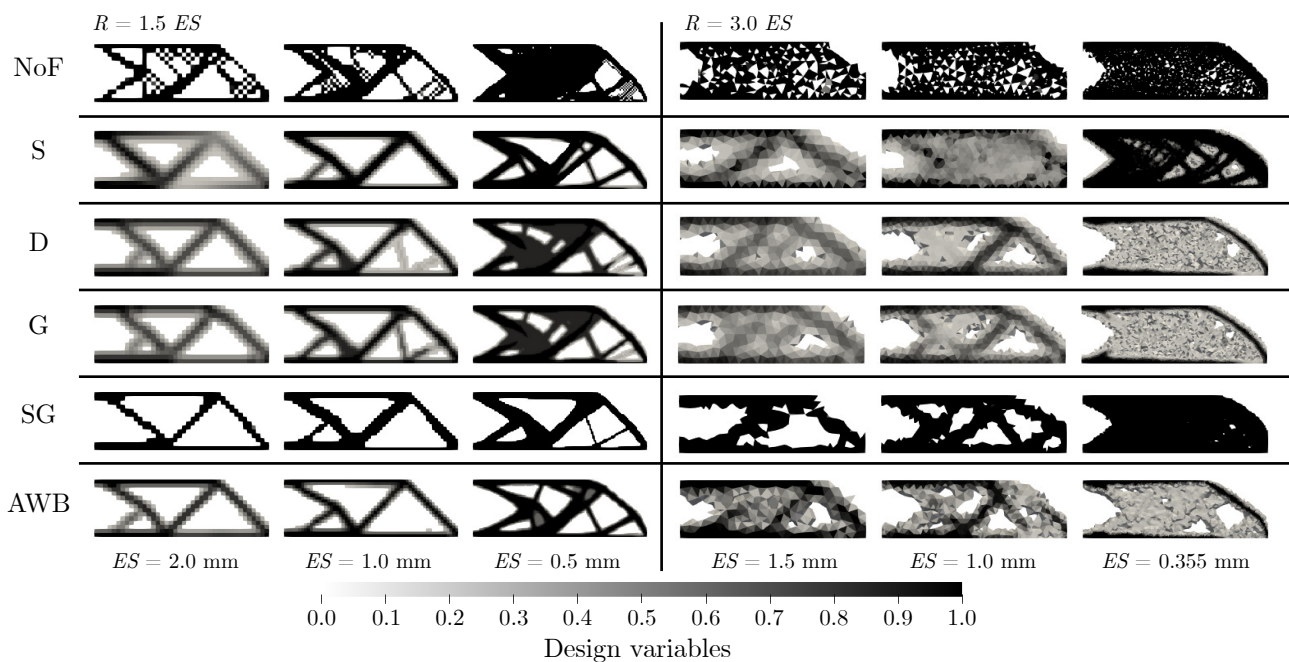 R = 1.5 ES
R = 3.0 ES
NoF
S
D
G
SG
AWB
ES = 2.0 mm
ES = 1.0 mm
ES = 0.5 mm
ES = 1.5 mm
ES = 1.0 mm
ES = 0.355 mm
0.0 0.1 0.2 0.3 0.4 0.5 0.6 0.7 0.8 0.9 1.0
Design variables